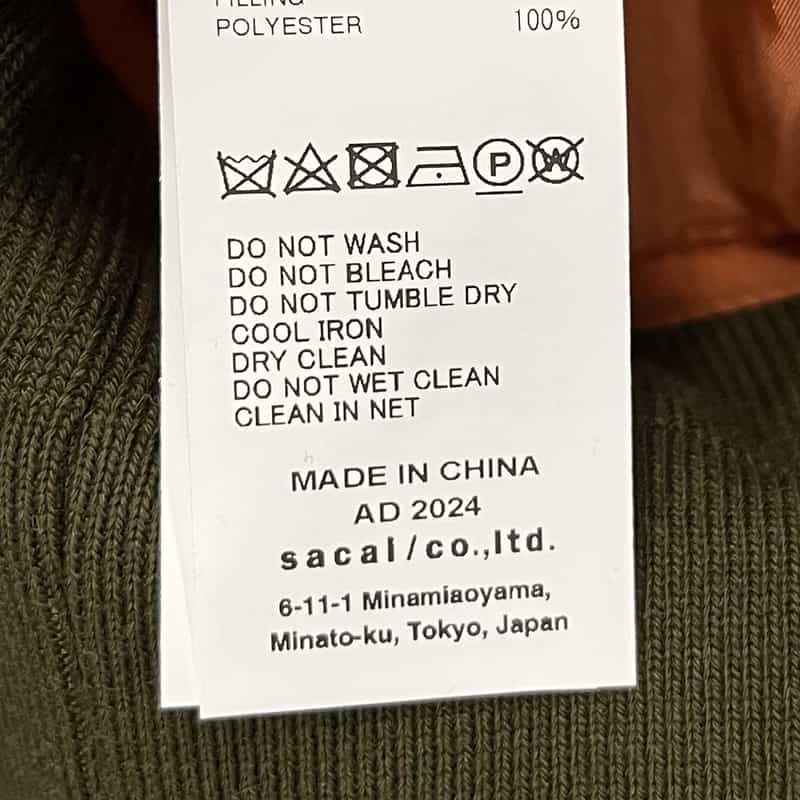 FILLING
POLYESTER 100%
P W
DO NOT WASH
DO NOT BLEACH
DO NOT TUMBLE DRY
COOL IRON
DRY CLEAN
DO NOT WET CLEAN
CLEAN IN NET
MADE IN CHINA
AD 2024
sacai/co.,ltd.
6-11-1 Minamiaoyama,
Minato-ku, Tokyo, Japan